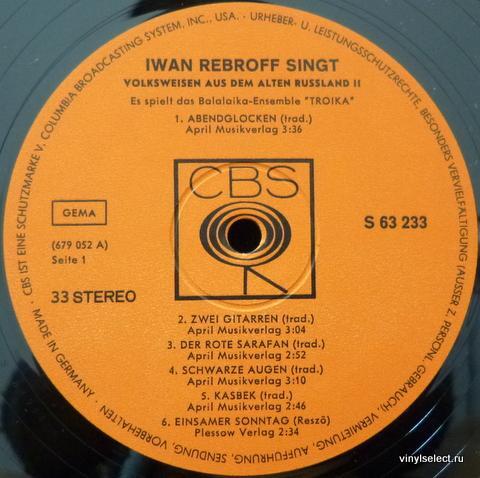 · CBS IST EINE SCHUTZMARKE V. COLUMBIA BROADCASTING SYSTEM, INC., USA. · URHEBER- U. LEISTUNGSSCHUTZRECHTE, BESONDERS VERVIELFÄLTIGUNG (AUSSER Z. PERSÖNL. GEBRAUCH), VERMIETUNG, AUFFÜHRUNG, SENDUNG, VORBEHALTEN · MADE IN GERMANY
IWAN REBROFF SINGT
VOLKSWEISEN AUS DEM ALTEN RUSSLAND II
Es spielt das Balalaika-Ensemble "TROIKA"
1. ABENDGLOCKEN (trad.)
April Musikverlag 3:36
CBS
GEMA
S 63 233
(679 052 A)
Seite 1
33 STEREO
2. ZWEI GITARREN (trad.)
April Musikverlag 3:04
3. DER ROTE SARAFAN (trad.)
April Musikverlag 2:52
4. SCHWARZE AUGEN (trad.)
April Musikverlag 3:10
5. KASBEK (trad.)
April Musikverlag 2:46
6. EINSAMER SONNTAG (Reszö)
Plessow Verlag 2:34
vinylselect.ru